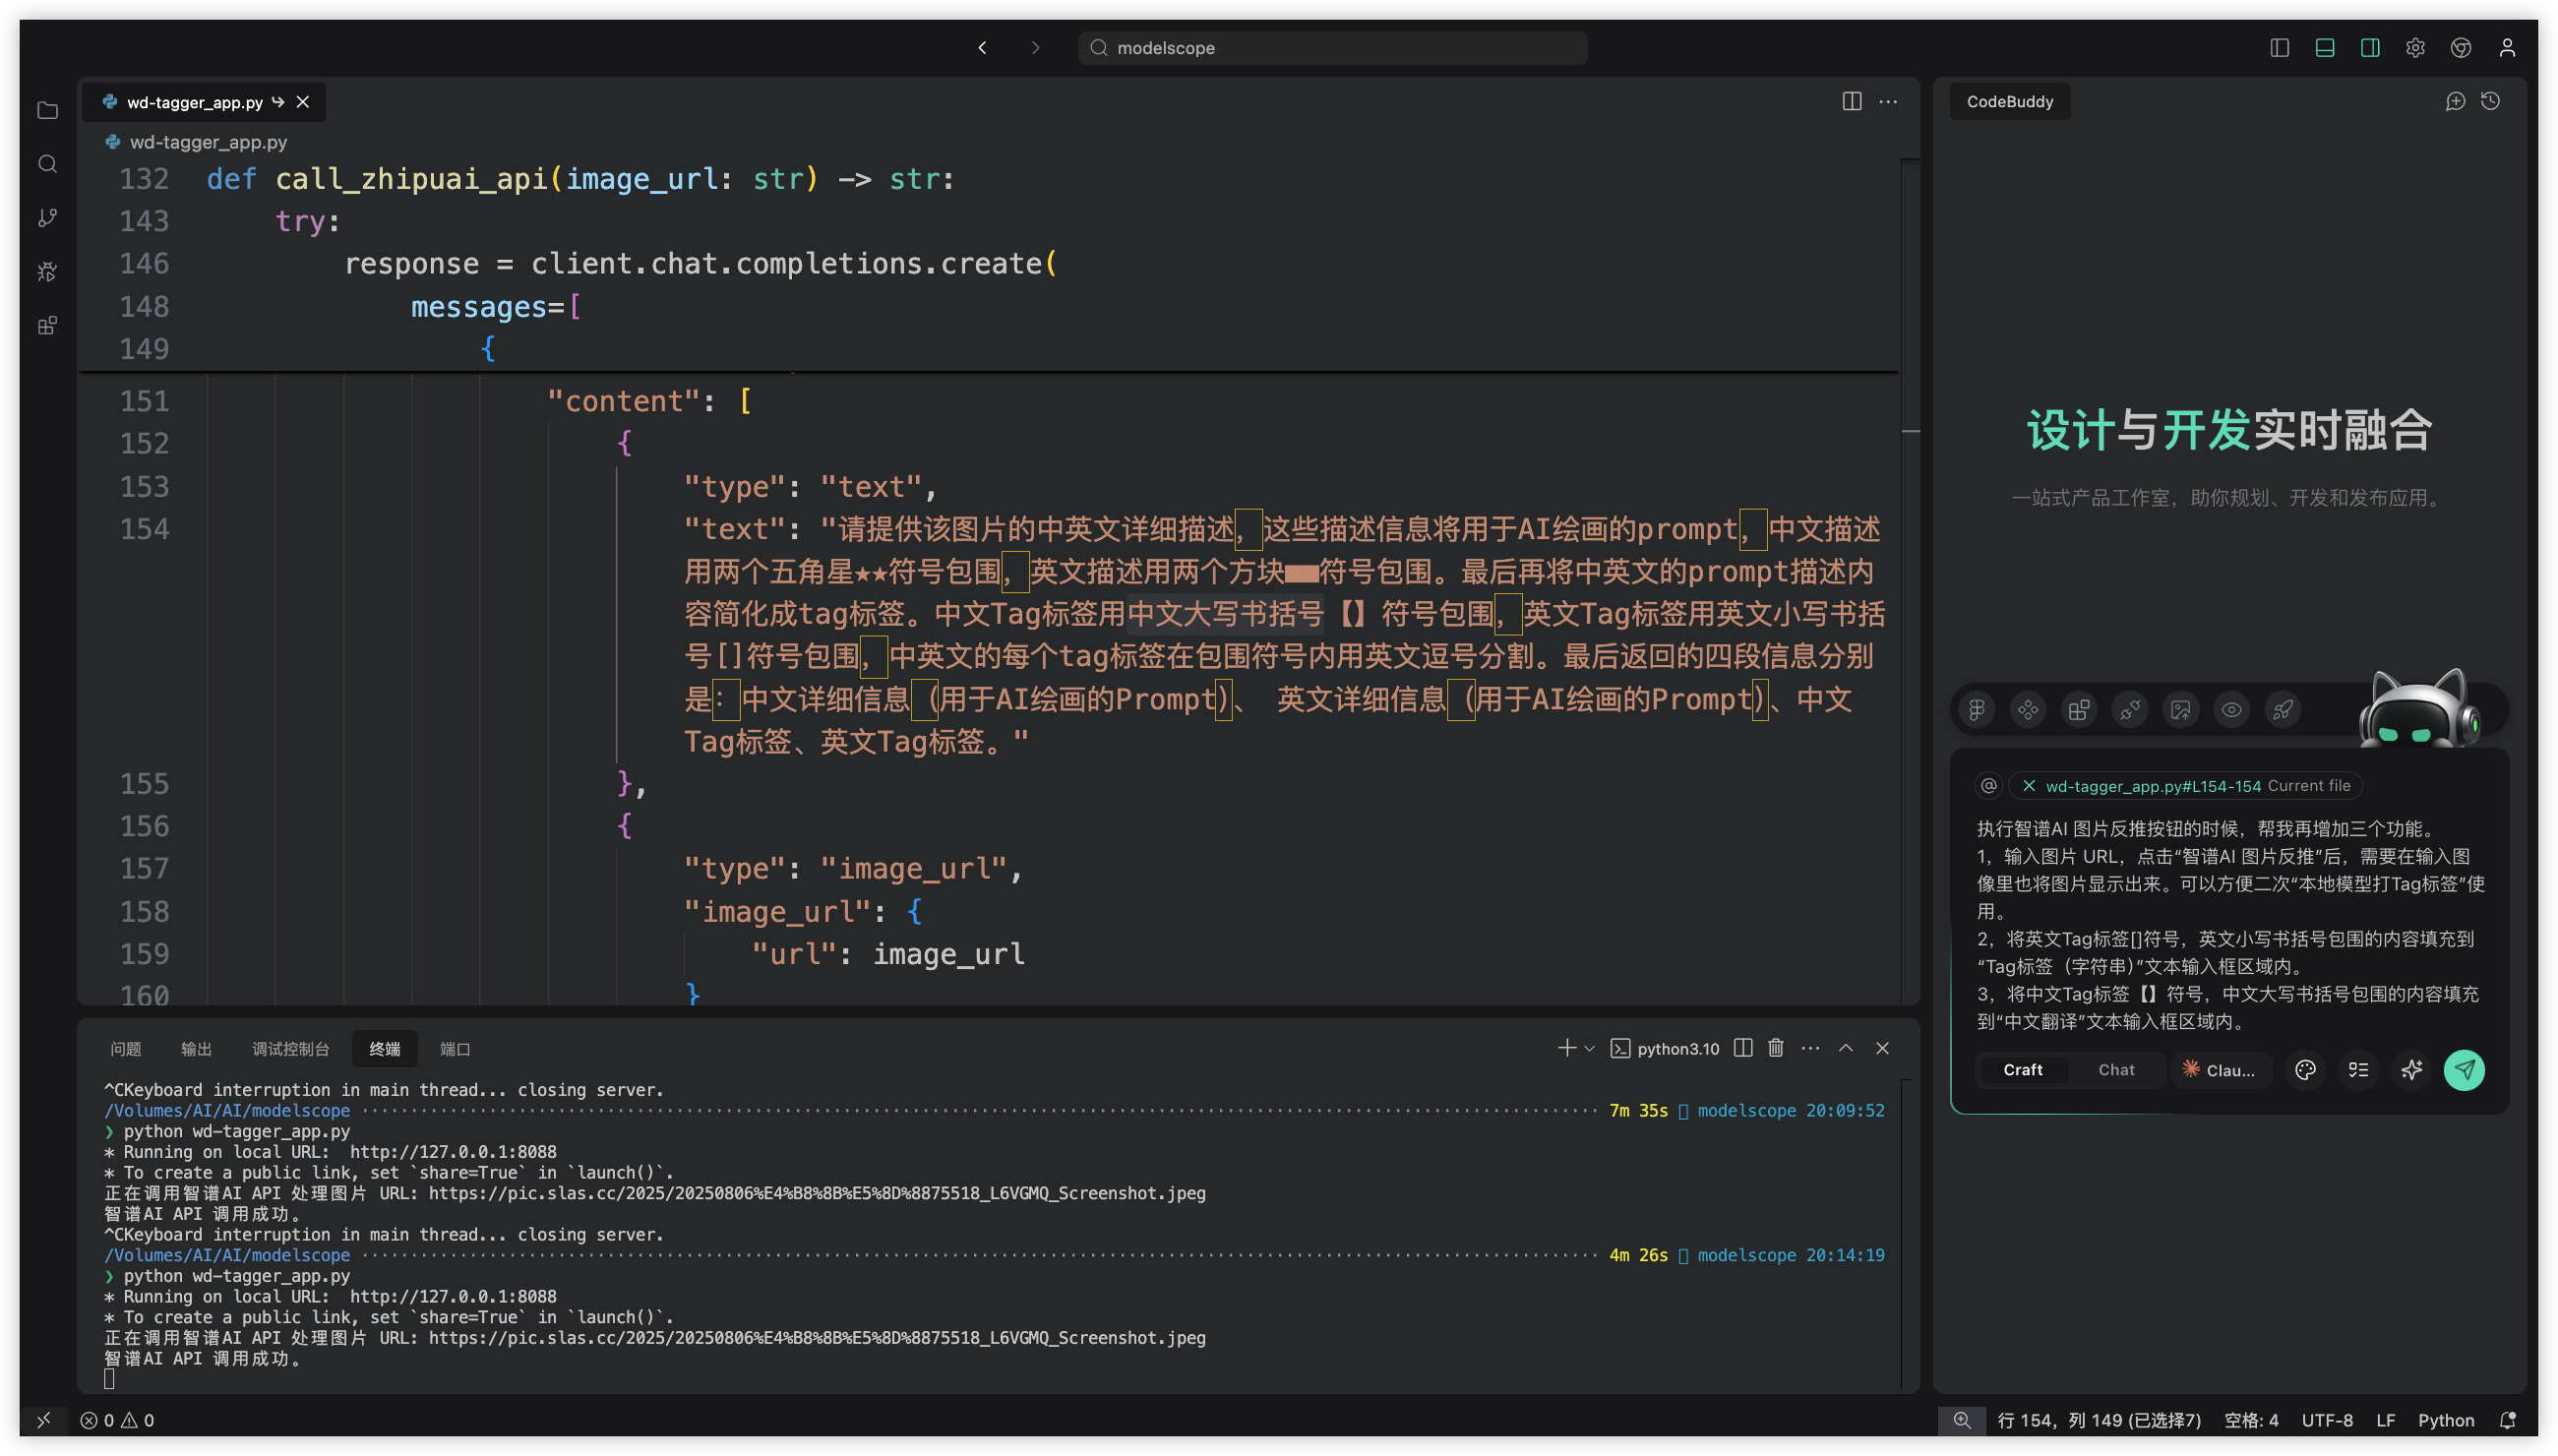 modelscope
wd-tagger_app.py
wd-tagger_app.py
132 def call_zhipuai_api(image_url: str) -> str:
143 try:
146 response = client.chat.completions.create(
148 messages=[
149 {
151 "content": [
152 {
153 "type": "text",
154 "text": "请提供该图片的中英文详细描述，这些描述信息将用于AI绘画的prompt，中文描述
用两个五角星★★符号包围，英文描述用两个方块■■符号包围。最后再将中英文的prompt描述内
容简化成tag标签。中文Tag标签用中文大写书括号【】符号包围，英文Tag标签用英文小写书括
号[]符号包围，中英文的每个tag标签在包围符号内用英文逗号分割。最后返回的四段信息分别
是：中文详细信息（用于AI绘画的Prompt）、 英文详细信息（用于AI绘画的Prompt）、中文
Tag标签、英文Tag标签。"
155 },
156 {
157 "type": "image_url",
158 "image_url": {
159 "url": image_url
160 }
问题 输出 调试控制台 终端 端口 python3.10
^CKeyboard interruption in main thread... closing server.
/Volumes/AI/AI/modelscope 7m 35s modelscope 20:09:52
❯ python wd-tagger_app.py
* Running on local URL:  http://127.0.0.1:8088
* To create a public link, set `share=True` in `launch()`.
正在调用智谱AI API 处理图片 URL: https://pic.slas.cc/2025/20250806%E4%B8%8B%E5%8D%8875518_L6VGMQ_Screenshot.jpeg
智谱AI API 调用成功。
^CKeyboard interruption in main thread... closing server.
/Volumes/AI/AI/modelscope 4m 26s modelscope 20:14:19
❯ python wd-tagger_app.py
* Running on local URL:  http://127.0.0.1:8088
* To create a public link, set `share=True` in `launch()`.
正在调用智谱AI API 处理图片 URL: https://pic.slas.cc/2025/20250806%E4%B8%8B%E5%8D%8875518_L6VGMQ_Screenshot.jpeg
智谱AI API 调用成功。
CodeBuddy
设计与开发实时融合
一站式产品工作室，助你规划、开发和发布应用。
@ wd-tagger_app.py#L154-154 Current file
执行智谱AI 图片反推按钮的时候，帮我再增加三个功能。
1，输入图片 URL，点击“智谱AI 图片反推”后，需要在输入图
像里也将图片显示出来。可以方便二次“本地模型打Tag标签”使
用。
2，将英文Tag标签[]符号，英文小写书括号包围的内容填充到
“Tag标签（字符串）”文本输入框区域内。
3，将中文Tag标签【】符号，中文大写书括号包围的内容填充
到“中文翻译”文本输入框区域内。
Craft Chat Clau...
0 0 行 154，列 149 (已选择7) 空格: 4 UTF-8 LF Python